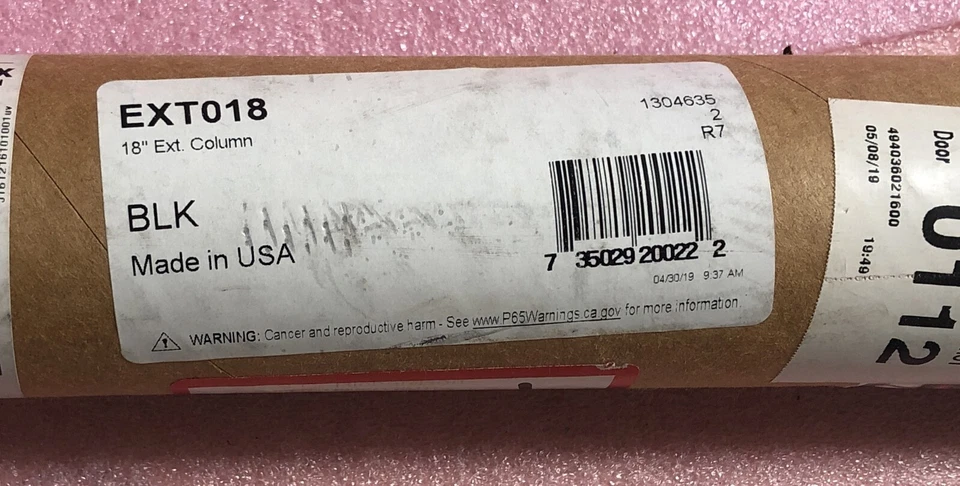 EXT018
18" Ext. Column
1304635
2
R7
BLK
Made in USA
7 35029 20022 2
04/30/19 9:37 AM
WARNING: Cancer and reproductive harm - See www.P65Warnings.ca.gov for more information.
Door
0112
494036021600
05/08/19 19:49